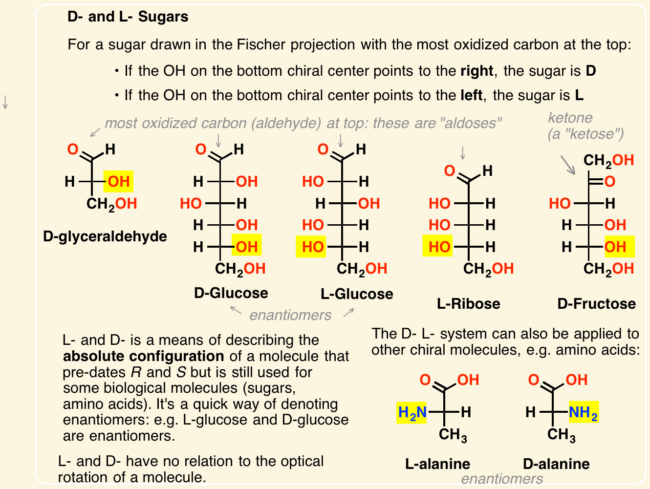 D- and L- Sugars
For a sugar drawn in the Fischer projection with the most oxidized carbon at the top:
• If the OH on the bottom chiral center points to the right, the sugar is D
• If the OH on the bottom chiral center points to the left, the sugar is L
most oxidized carbon (aldehyde) at top: these are "aldoses"
ketone
(a "ketose")
O H
H OH
CH2OH
D-glyceraldehyde
O H
H OH
HO H
H OH
H OH
CH2OH
D-Glucose
O H
HO H
H OH
HO H
HO H
CH2OH
L-Glucose
enantiomers
O H
HO H
HO H
HO H
CH2OH
L-Ribose
CH2OH
O
HO H
H OH
H OH
CH2OH
D-Fructose
L- and D- is a means of describing the
absolute configuration of a molecule that
pre-dates R and S but is still used for
some biological molecules (sugars,
amino acids). It's a quick way of denoting
enantiomers: e.g. L-glucose and D-glucose
are enantiomers.
L- and D- have no relation to the optical
rotation of a molecule.
The D- L- system can also be applied to
other chiral molecules, e.g. amino acids:
O OH
H2N H
CH3
L-alanine
O OH
H NH2
CH3
D-alanine
enantiomers